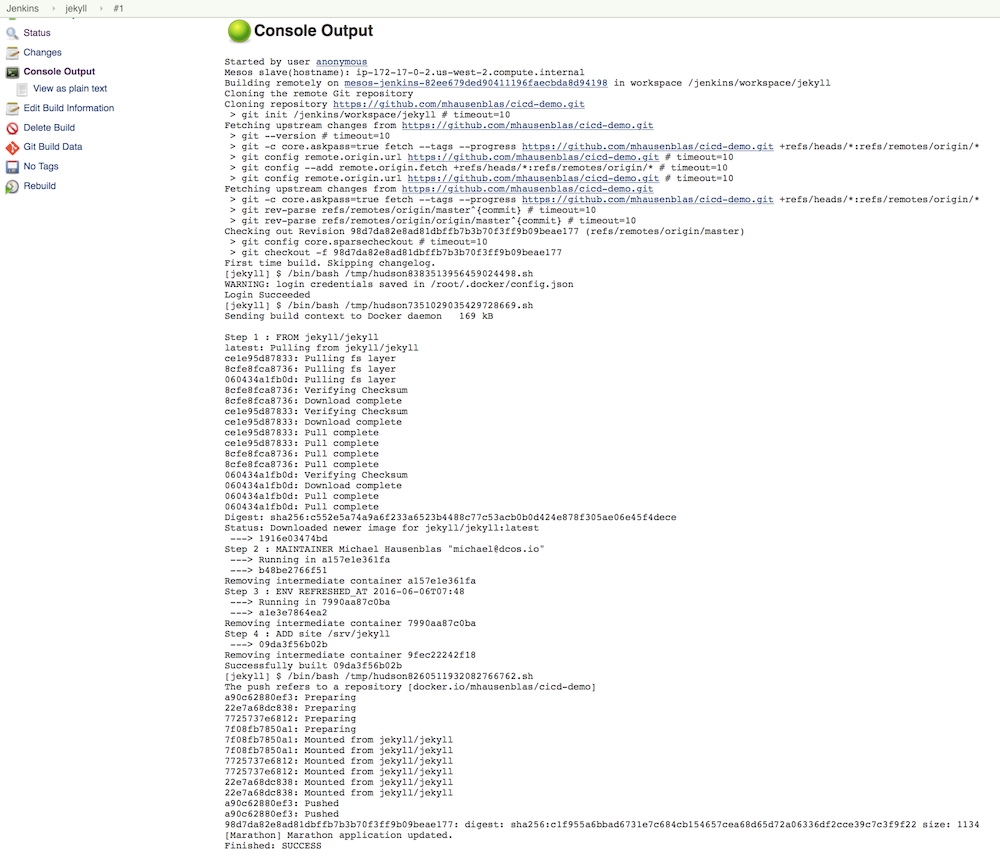 Jenkins › jekyll › #1
Status
Changes
Console Output
View as plain text
Edit Build Information
Delete Build
Git Build Data
No Tags
Rebuild
Console Output
Started by user anonymous
Mesos slave(hostname): ip-172-17-0-2.us-west-2.compute.internal
Building remotely on mesos-jenkins-82ee679ded90411196faecbda8d94198 in workspace /jenkins/workspace/jekyll
Cloning the remote Git repository
Cloning repository https://github.com/mhausenblas/cicd-demo.git
> git init /jenkins/workspace/jekyll # timeout=10
Fetching upstream changes from https://github.com/mhausenblas/cicd-demo.git
> git --version # timeout=10
> git -c core.askpass=true fetch --tags --progress https://github.com/mhausenblas/cicd-demo.git +refs/heads/*:refs/remotes/origin/*
> git config remote.origin.url https://github.com/mhausenblas/cicd-demo.git # timeout=10
> git config --add remote.origin.fetch +refs/heads/*:refs/remotes/origin/* # timeout=10
> git config remote.origin.url https://github.com/mhausenblas/cicd-demo.git # timeout=10
Fetching upstream changes from https://github.com/mhausenblas/cicd-demo.git
> git -c core.askpass=true fetch --tags --progress https://github.com/mhausenblas/cicd-demo.git +refs/heads/*:refs/remotes/origin/*
> git rev-parse refs/remotes/origin/master^{commit} # timeout=10
> git rev-parse refs/remotes/origin/origin/master^{commit} # timeout=10
Checking out Revision 98d7da82e8ad81dbffb7b3b70f3ff9b09beae177 (refs/remotes/origin/master)
> git config core.sparsecheckout # timeout=10
> git checkout -f 98d7da82e8ad81dbffb7b3b70f3ff9b09beae177
First time build. Skipping changelog.
[jekyll] $ /bin/bash /tmp/hudson8383513956459024498.sh
WARNING: login credentials saved in /root/.docker/config.json
Login Succeeded
[jekyll] $ /bin/bash /tmp/hudson7351029035429728669.sh
Sending build context to Docker daemon   169 kB
Step 1 : FROM jekyll/jekyll
latest: Pulling from jekyll/jekyll
ce1e95d87833: Pulling fs layer
8cfe8fca8736: Pulling fs layer
060434a1fb0d: Pulling fs layer
8cfe8fca8736: Verifying Checksum
8cfe8fca8736: Download complete
ce1e95d87833: Verifying Checksum
ce1e95d87833: Download complete
ce1e95d87833: Pull complete
ce1e95d87833: Pull complete
8cfe8fca8736: Pull complete
8cfe8fca8736: Pull complete
060434a1fb0d: Verifying Checksum
060434a1fb0d: Download complete
060434a1fb0d: Pull complete
060434a1fb0d: Pull complete
Digest: sha256:c552e5a74a9a6f233a6523b4488c77c53acb0b0d424e878f305ae06e45f4dece
Status: Downloaded newer image for jekyll/jekyll:latest
---> 1916e03474bd
Step 2 : MAINTAINER Michael Hausenblas "michael@dcos.io"
---> Running in a157e1e361fa
---> b48be2766f51
Removing intermediate container a157e1e361fa
Step 3 : ENV REFRESHED_AT 2016-06-06T07:48
---> Running in 7990aa87c0ba
---> a1e3e7864ea2
Removing intermediate container 7990aa87c0ba
Step 4 : ADD site /srv/jekyll
---> 09da3f56b02b
Removing intermediate container 9fec22242f18
Successfully built 09da3f56b02b
[jekyll] $ /bin/bash /tmp/hudson8260511932082766762.sh
The push refers to a repository [docker.io/mhausenblas/cicd-demo]
a90c62880ef3: Preparing
22e7a68dc838: Preparing
7725737e6812: Preparing
7f08fb7850a1: Preparing
7f08fb7850a1: Mounted from jekyll/jekyll
7f08fb7850a1: Mounted from jekyll/jekyll
7725737e6812: Mounted from jekyll/jekyll
7725737e6812: Mounted from jekyll/jekyll
22e7a68dc838: Mounted from jekyll/jekyll
22e7a68dc838: Mounted from jekyll/jekyll
a90c62880ef3: Pushed
a90c62880ef3: Pushed
98d7da82e8ad81dbffb7b3b70f3ff9b09beae177: digest: sha256:c1f955a6bbad6731e7c684cb154657cea68d65d72a06336df2cce39c7c3f9f22 size: 1134
[Marathon] Marathon application updated.
Finished: SUCCESS